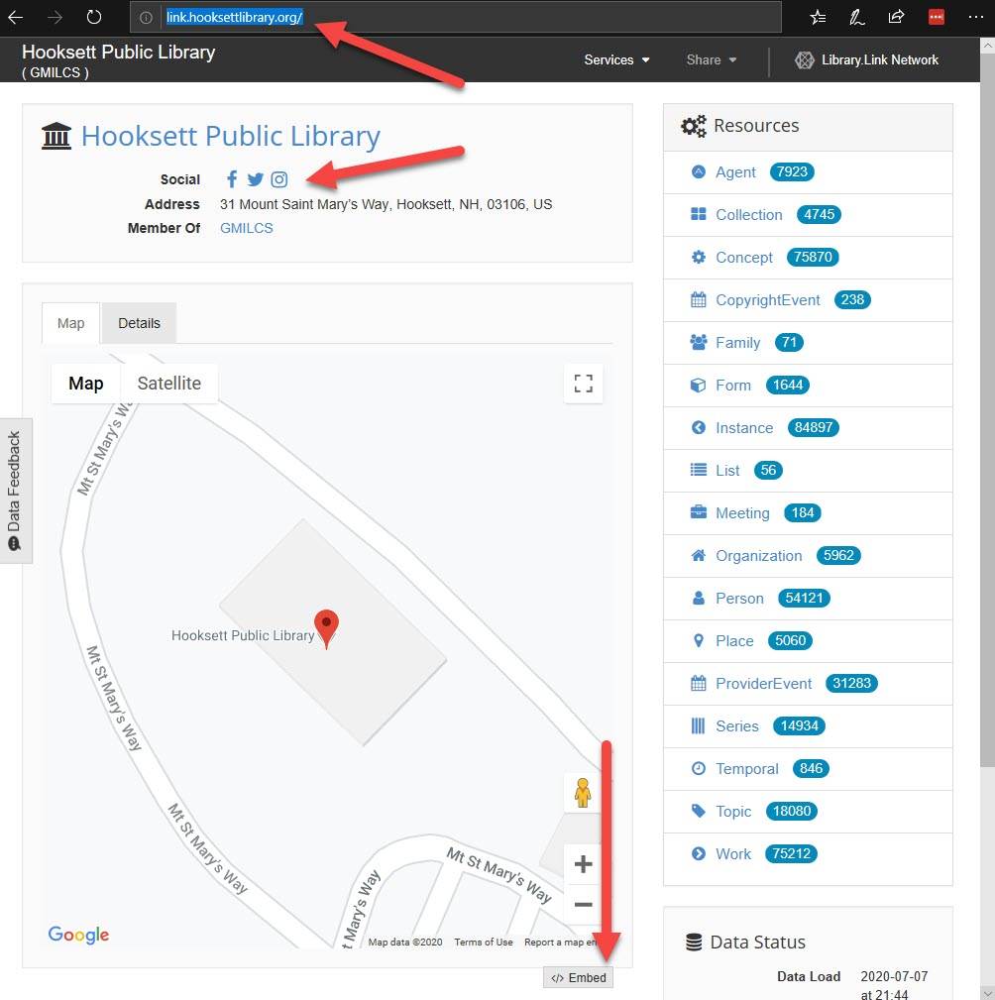 link.hooksettlibrary.org/
Hooksett Public Library
( GMILCS )
Services
Share
Library.Link Network
Hooksett Public Library
Social
Address 31 Mount Saint Mary's Way, Hooksett, NH, 03106, US
Member Of GMILCS
Map
Details
Map
Satellite
Mt St Mary's Wa
Mt St Mary's Way
Mt St Mary's Way
t Mt St Mary's Way
Mt St Mary's Way
Hooksett Public Library
Google
Map data ©2020
Terms of Use
Report a map er
</> Embed
Data Feedback
Resources
Agent 7923
Collection 4745
Concept 75870
CopyrightEvent 238
Family 71
Form 1644
Instance 84897
List 56
Meeting 184
Organization 5962
Person 54121
Place 5060
ProviderEvent 31283
Series 14934
Temporal 846
Topic 18080
Work 75212
Data Status
Data Load 2020-07-07
at 21:44